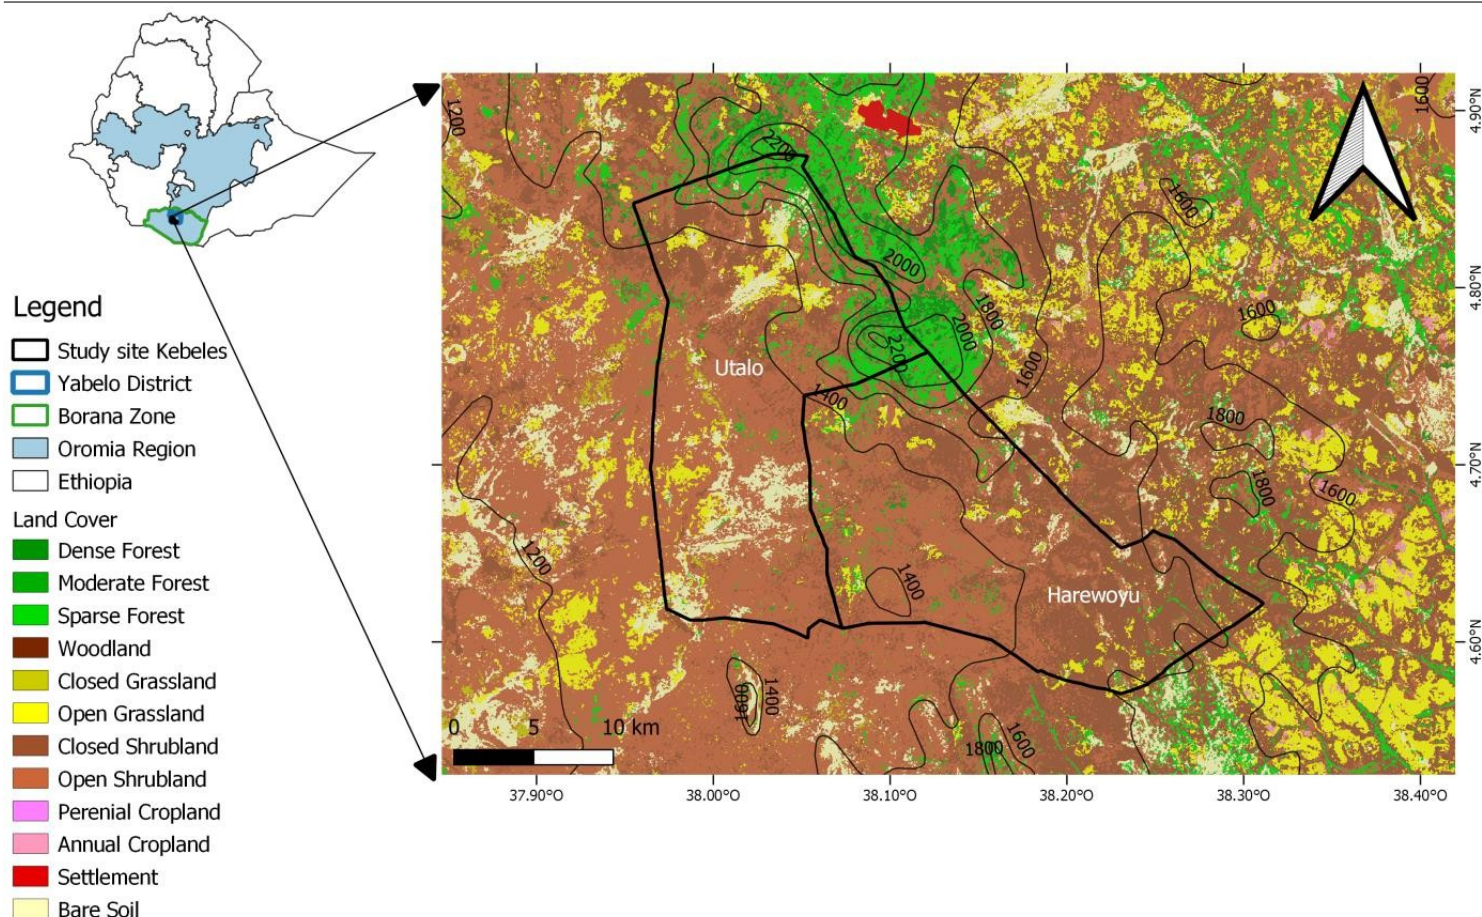 Legend
Study site Kebeles
Yabelo District
Borana Zone
Oromia Region
Ethiopia
Land Cover
Dense Forest
Moderate Forest
Sparse Forest
Woodland
Closed Grassland
Open Grassland
Closed Shrubland
Open Shrubland
Perenial Cropland
Annual Cropland
Settlement
Bare Soil
1200
2200
1600
1600
2000
1800
2000
1600
2200
1600
Utalo
1400
1800
1800
1600
1200
1400
Harewoyu
1400
1600
1800
1600
0 5 10 km
4.90°N
4.80°N
4.70°N
4.60°N
37.90°O
38.00°O
38.10°O
38.20°O
38.30°O
38.40°O